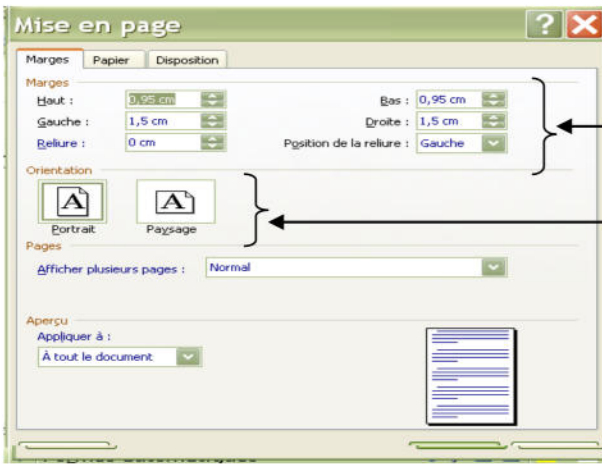 Mise en page
Marges Papier Disposition
Marges
Haut : 0,95 cm Bas : 0,95 cm
Gauche : 1,5 cm Droite : 1,5 cm
Reliure : 0 cm Position de la reliure : Gauche
Orientation
A A
Portrait Paysage
Pages
Afficher plusieurs pages : Normal
Aperçu
Appliquer à :
À tout le document